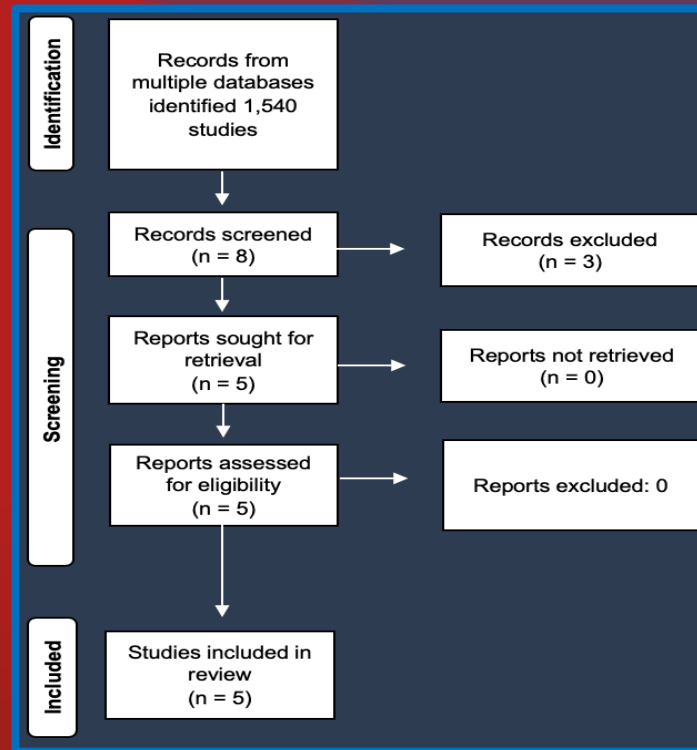 Identification
Records from
multiple databases
identified 1,540
studies
Screening
Records screened
(n = 8)
Records excluded
(n = 3)
Reports sought for
retrieval
(n = 5)
Reports not retrieved
(n = 0)
Reports assessed
for eligibility
(n = 5)
Reports excluded: 0
Included
Studies included in
review
(n = 5)